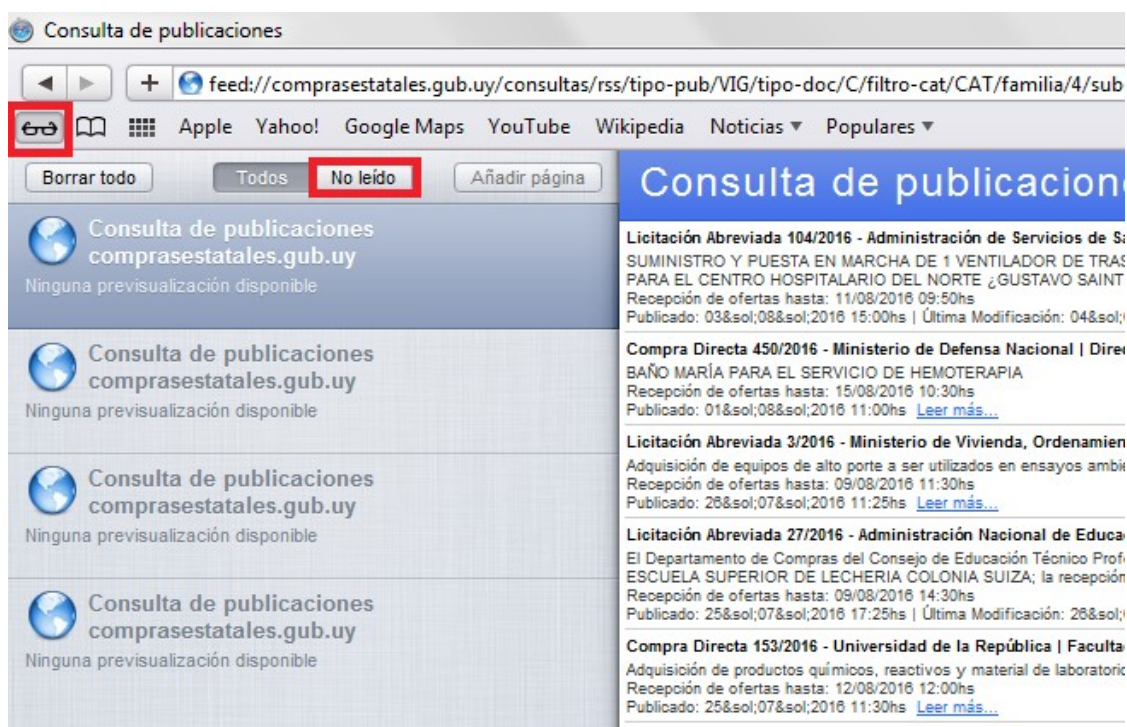 Consulta de publicaciones
feed://comprasestatales.gub.uy/consultas/rss/tipo-pub/VIG/tipo-doc/C/filtro-cat/CAT/familia/4/sub
Apple Yahoo! Google Maps YouTube Wikipedia Noticias Populares
Borrar todo Todos No leído Añadir página
Consulta de publicaciones
comprasestatales.gub.uy
Ninguna previsualización disponible
Consulta de publicaciones
comprasestatales.gub.uy
Ninguna previsualización disponible
Consulta de publicaciones
comprasestatales.gub.uy
Ninguna previsualización disponible
Consulta de publicaciones
comprasestatales.gub.uy
Ninguna previsualización disponible
Consulta de publicacion
Licitación Abreviada 104/2016 - Administración de Servicios de
SUMINISTRO Y PUESTA EN MARCHA DE 1 VENTILADOR DE TRAS
PARA EL CENTRO HOSPITALARIO DEL NORTE ¿GUSTAVO SAINT
Recepción de ofertas hasta: 11/08/2016 09:50hs
Publicado: 03&sol;08&sol;2016 15:00hs | Última Modificación: 04&sol;
Compra Directa 450/2016 - Ministerio de Defensa Nacional | Dire
BAÑO MARÍA PARA EL SERVICIO DE HEMOTERAPIA
Recepción de ofertas hasta: 15/08/2016 10:30hs
Publicado: 01&sol;08&sol;2016 11:00hs Leer más...
Licitación Abreviada 3/2016 - Ministerio de Vivienda, Ordenamien
Adquisición de equipos de alto porte a ser utilizados en ensayos ambi
Recepción de ofertas hasta: 09/08/2016 11:30hs
Publicado: 26&sol;07&sol;2016 11:25hs Leer más...
Licitación Abreviada 27/2016 - Administración Nacional de Educa
El Departamento de Compras del Consejo de Educación Técnico Prof
ESCUELA SUPERIOR DE LECHERIA COLONIA SUIZA; la recepción
Recepción de ofertas hasta: 09/08/2016 14:30hs
Publicado: 25&sol;07&sol;2016 17:25hs | Última Modificación: 26&sol;
Compra Directa 153/2016 - Universidad de la República | Faculta
Adquisición de productos químicos, reactivos y material de laboratorio
Recepción de ofertas hasta: 12/08/2016 12:00hs
Publicado: 25&sol;07&sol;2016 11:30hs Leer más...